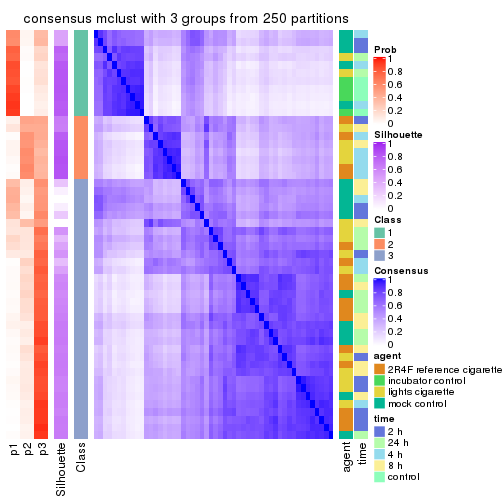 consensus mclust with 3 groups from 250 partitions
Prob
1
0.8
0.6
0.4
0.2
0
Silhouette
1
0.8
0.6
0.4
0.2
0
Class
1
2
3
Consensus
1
0.8
0.6
0.4
0.2
0
agent
2R4F reference cigarette
incubator control
lights cigarette
mock control
time
2 h
24 h
4 h
8 h
control
p1
p2
p3
Silhouette
Class
agent
time